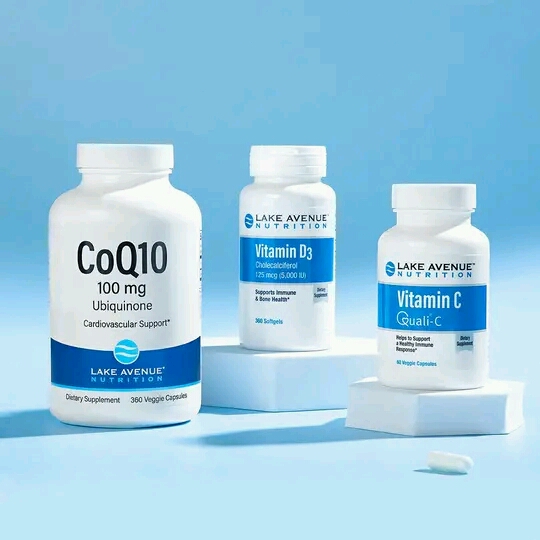 CoQ10
100 mg
Ubiquinone
Cardiovascular Support*
LAKE AVENUE®
NUTRITION
Dietary Supplement 360 Veggie Capsules
LAKE AVENUE®
NUTRITION
Vitamin D3
Cholecalciferol
125 mcg (5,000 IU)
Supports Immune
& Bone Health*
Dietary
Supplement
360 Softgels
LAKE AVENUE®
NUTRITION
Vitamin C
Quali-C
Helps to Support
a Healthy Immune
Response*
Dietary
Supplement
60 Veggie Capsules